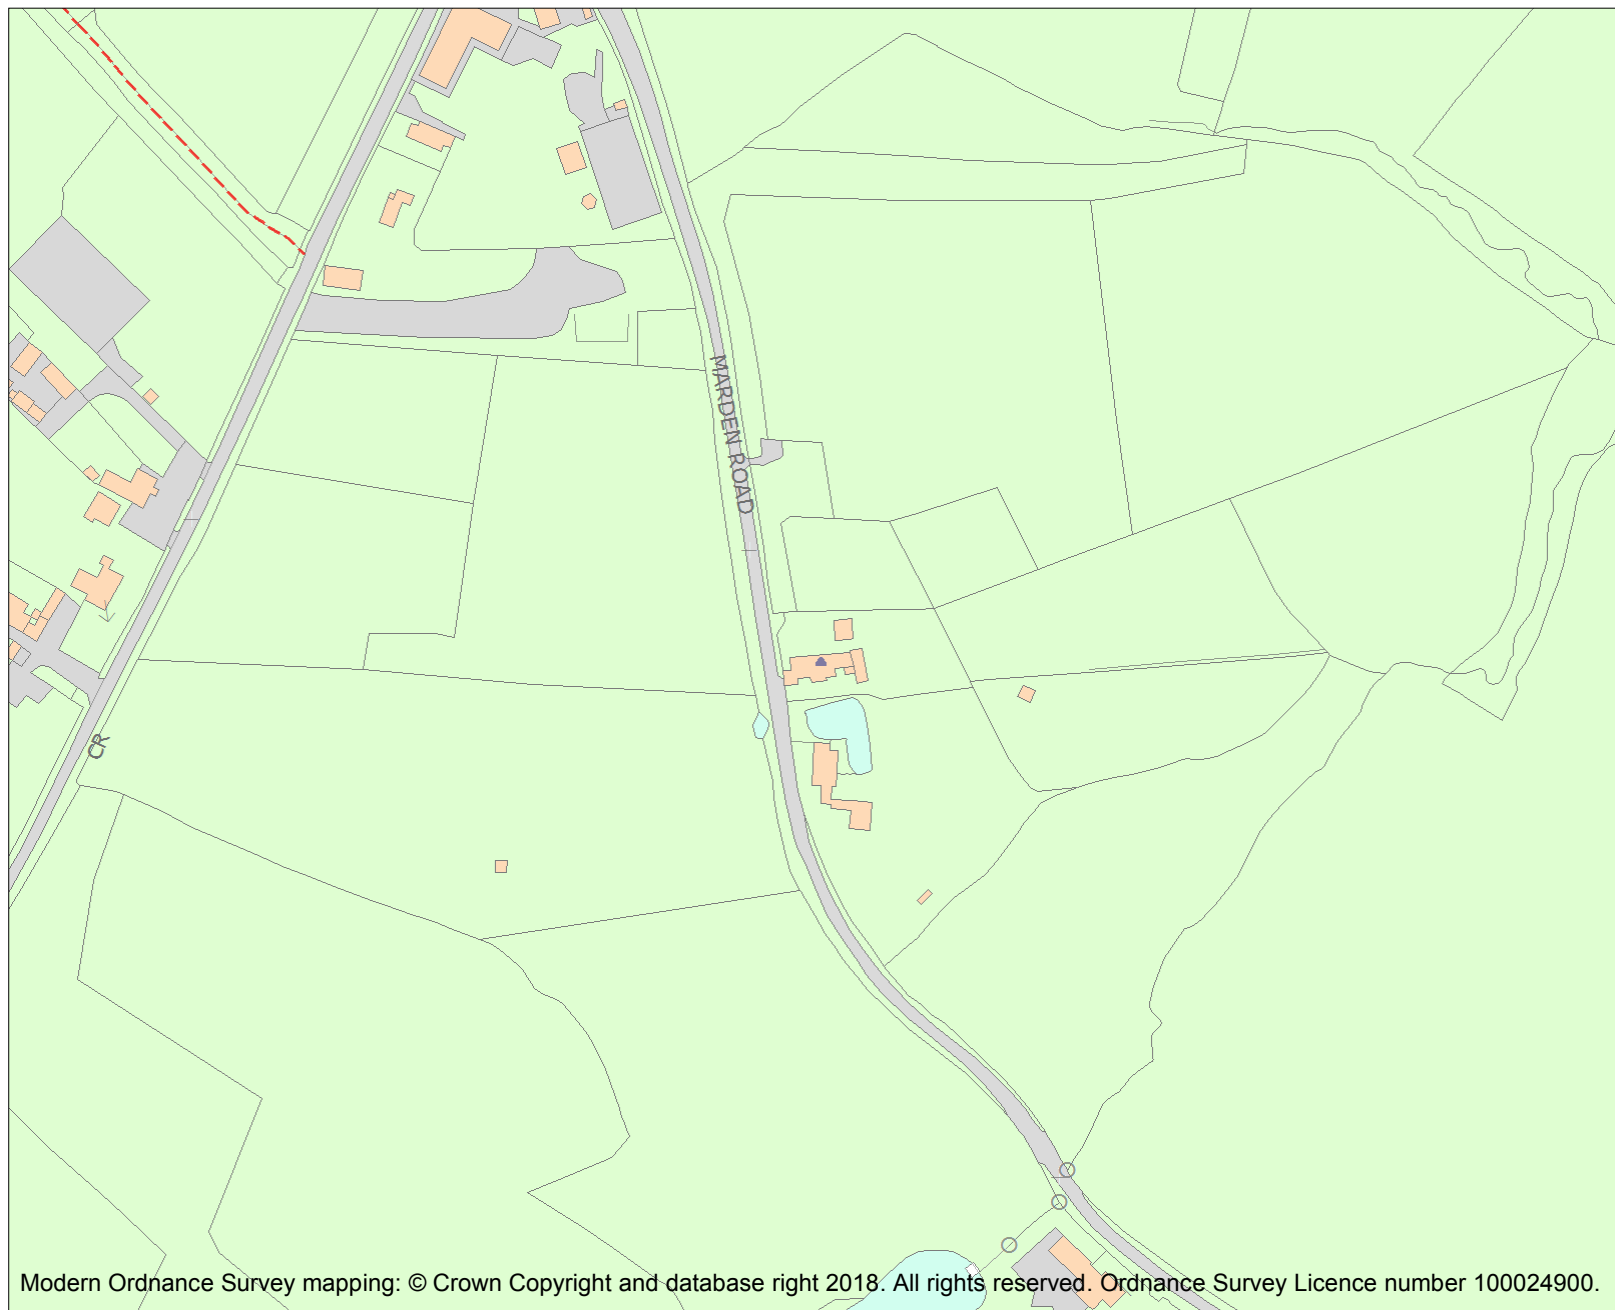 MARDEN ROAD
CR
Modern Ordnance Survey mapping: © Crown Copyright and database right 2018. All rights reserved. Ordnance Survey Licence number 100024900.